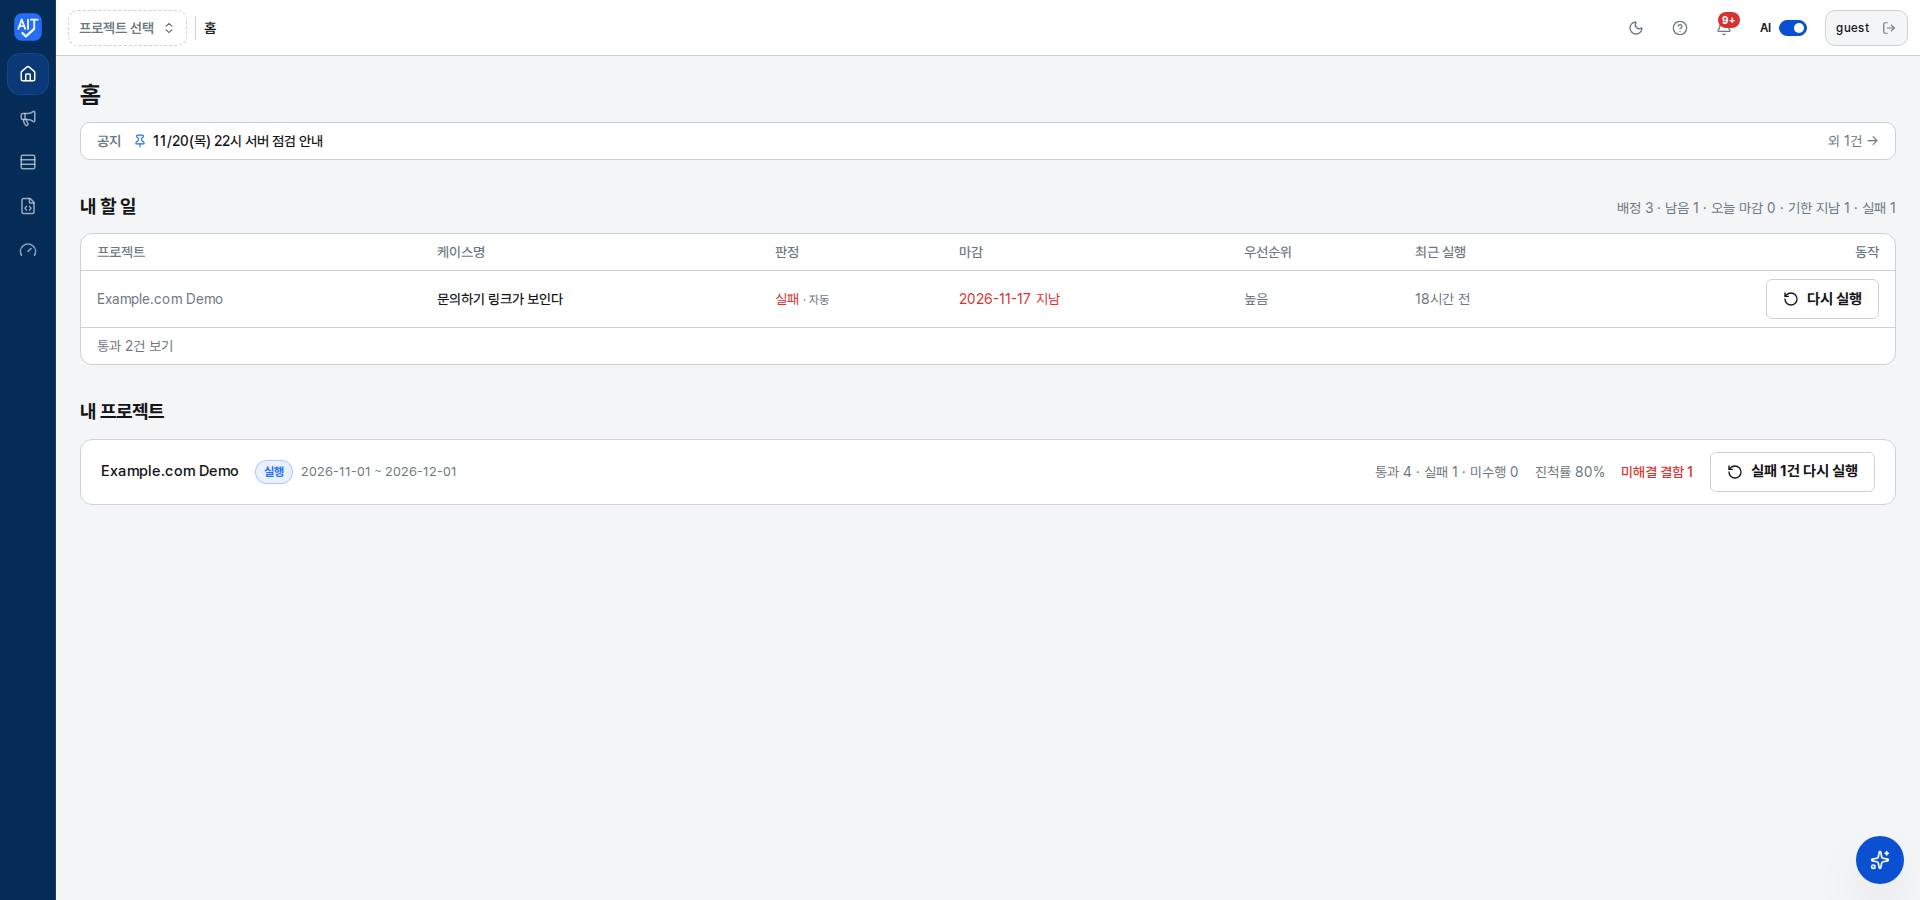 AIT
프로젝트 선택
홈
9+
AI
guest
홈
공지 11/20(목) 22시 서버 점검 안내
외 1건 →
내 할 일
배정 3 · 남음 1 · 오늘 마감 0 · 기한 지남 1 · 실패 1
프로젝트 케이스명 판정 마감 우선순위 최근 실행 동작
Example.com Demo 문의하기 링크가 보인다 실패 · 자동 2026-11-17 지남 높음 18시간 전 다시 실행
통과 2건 보기
내 프로젝트
Example.com Demo 실행 2026-11-01 ~ 2026-12-01 통과 4 · 실패 1 · 미수행 0 진척률 80% 미해결 결함 1 실패 1건 다시 실행